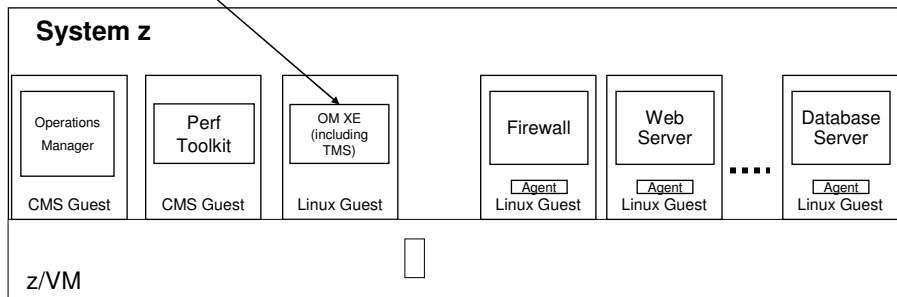 System z
Operations
Manager
CMS Guest
Perf
Toolkit
CMS Guest
OM XE
(including
TMS)
Linux Guest
Firewall
Agent
Linux Guest
Web
Server
Agent
Linux Guest
Database
Server
Agent
Linux Guest
z/VM